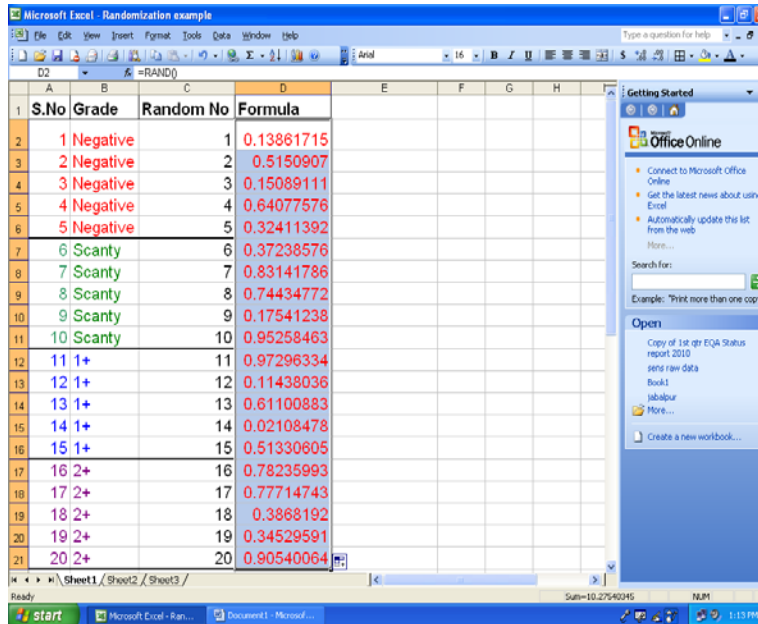 Microsoft Excel - Randomization example
File Edit View Insert Format Tools Data Window Help Type a question for help
Arial 16 B I U
D2 fx =RAND()
A B C D E F G H
1 S.No Grade Random No Formula
2 1 Negative 1 0.13861715
3 2 Negative 2 0.5150907
4 3 Negative 3 0.15089111
5 4 Negative 4 0.64077576
6 5 Negative 5 0.32411392
7 6 Scanty 6 0.37238576
8 7 Scanty 7 0.83141786
9 8 Scanty 8 0.74434772
10 9 Scanty 9 0.17541238
11 10 Scanty 10 0.95258463
12 11 1+ 11 0.97296334
13 12 1+ 12 0.11438036
14 13 1+ 13 0.61100883
15 14 1+ 14 0.02108478
16 15 1+ 15 0.51330605
17 16 2+ 16 0.78235993
18 17 2+ 17 0.77714743
19 18 2+ 18 0.3868192
20 19 2+ 19 0.34529591
21 20 2+ 20 0.90540064
Getting Started
Office Online
Connect to Microsoft Office
Online
Get the latest news about using
Excel
Automatically update this list
from the web
More...
Search for:
Example: "Print more than one copy
Open
Copy of 1st qtr EQA Status
report 2010
sens raw data
Book1
jabalpur
More...
Create a new workbook...
Sheet1 Sheet2 Sheet3
Ready Sum=10.27540345 NUM
start Microsoft Excel - Ran... Document1 - Microsof... 1:13 PM